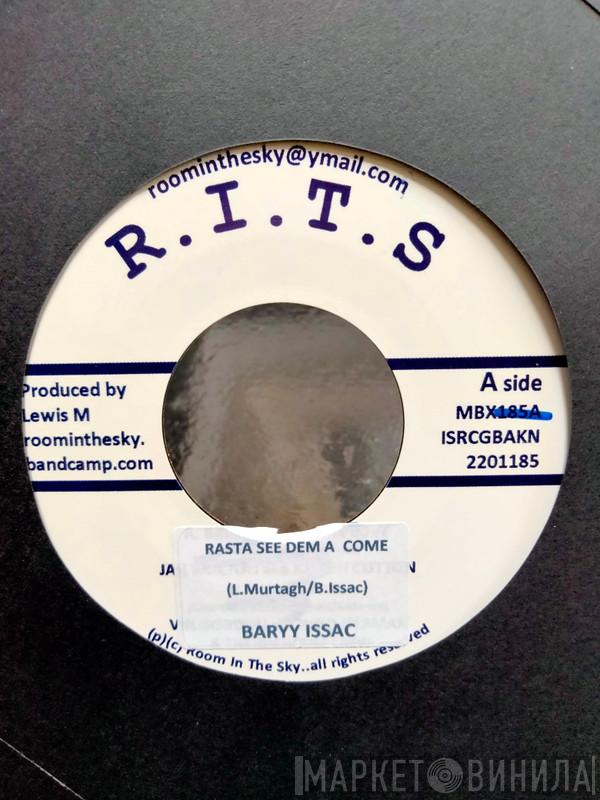 roominthesky@ymail.com
R.I.T.S
Produced by
Lewis M
roominthesky.
bandcamp.com
A side
MBX185A
ISRCGBAKN
2201185
RASTA SEE DEM A COME
(L.Murtagh/B.Issac)
BARYY ISSAC
(p)(c) Room In The Sky..all rights reserved
МАРКЕТ ВИНИЛА